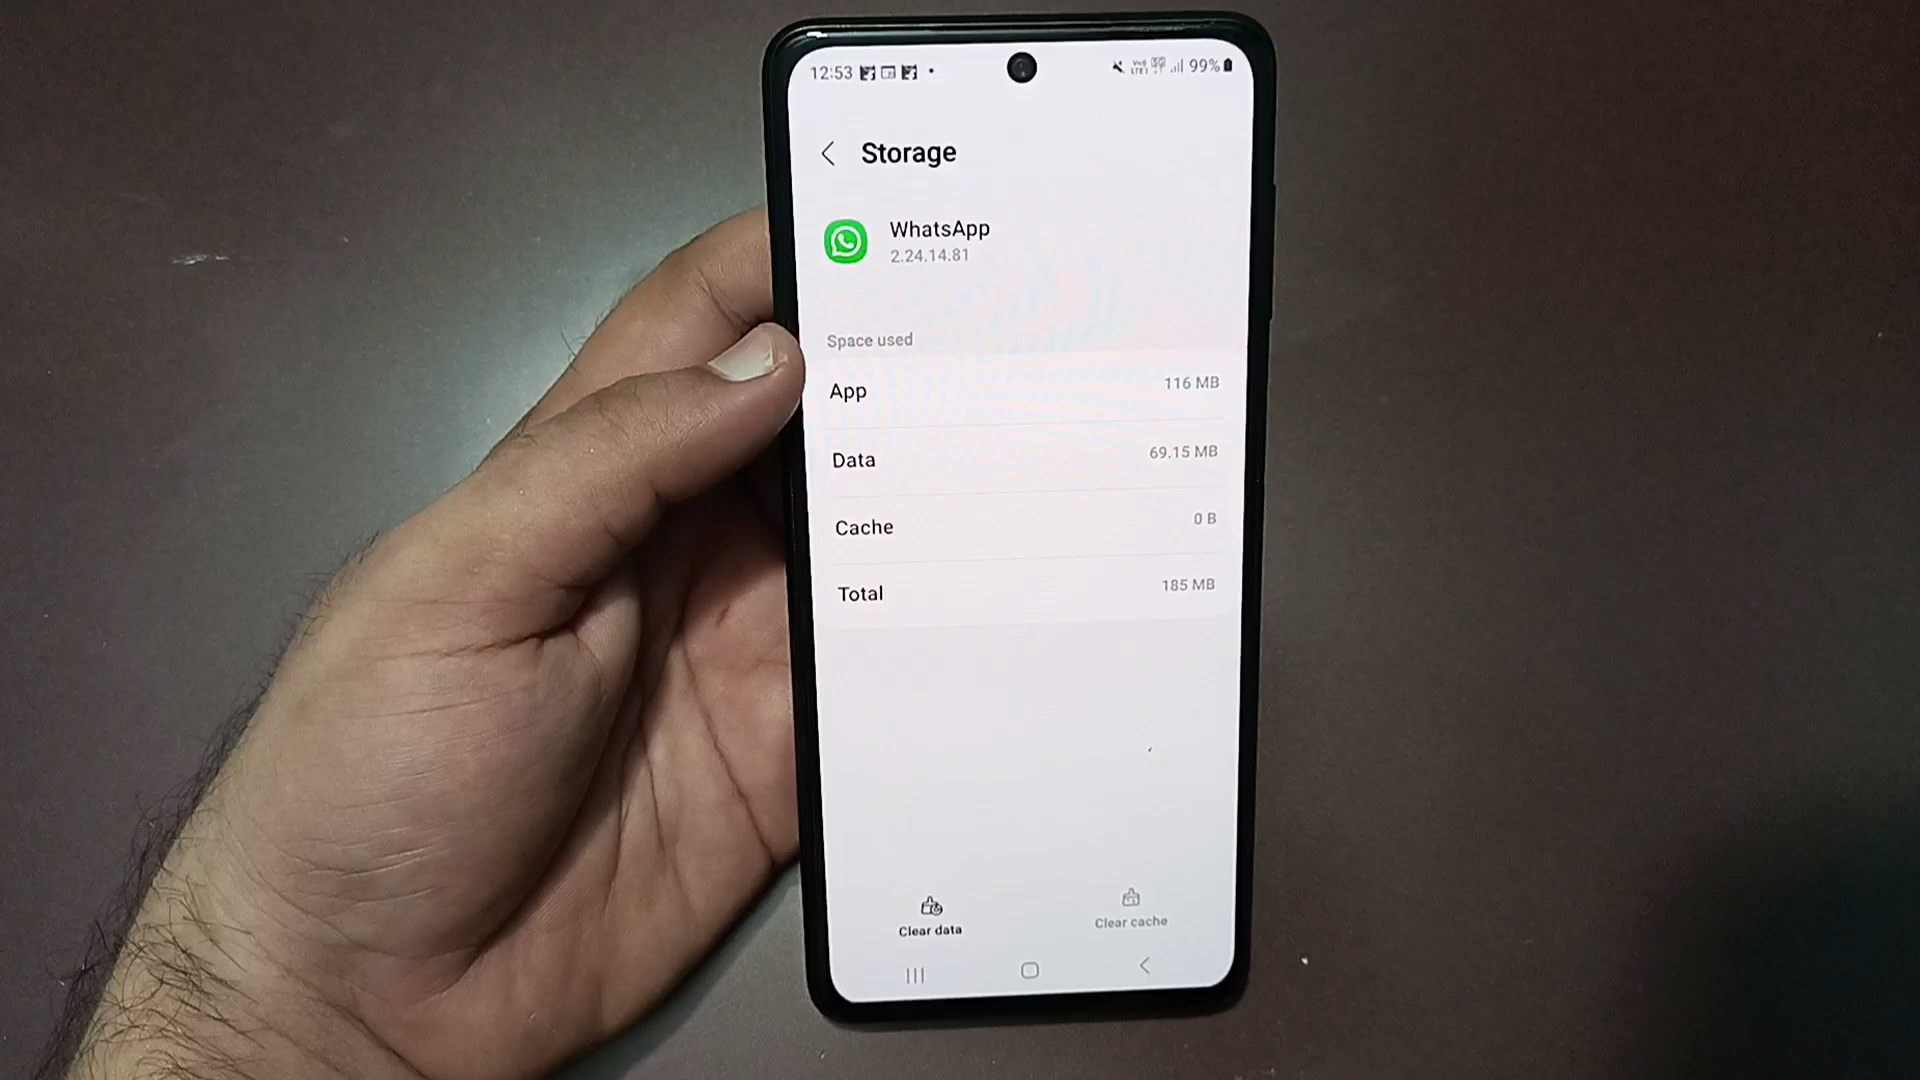 12:53 99%
Storage
WhatsApp
2.24.14.81
Space used
App 116 MB
Data 69.15 MB
Cache 0 B
Total 185 MB
Clear data Clear cache